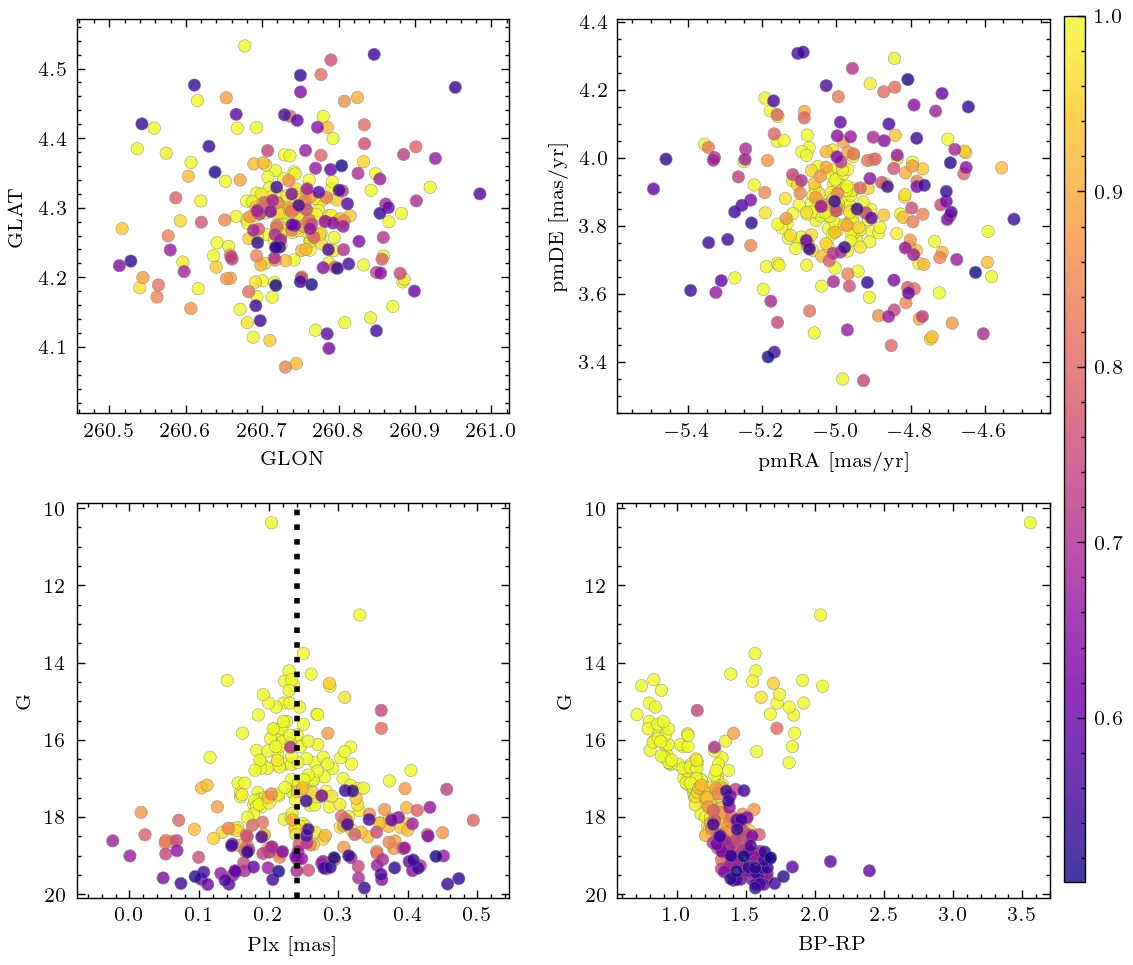 4.5
4.4
4.3
4.2
4.1
GLAT
260.5 260.6 260.7 260.8 260.9 261.0
GLON
4.4
4.2
4.0
3.8
3.6
3.4
pmDE [mas/yr]
−5.4 −5.2 −5.0 −4.8 −4.6
pmRA [mas/yr]
1.0
0.9
0.8
0.7
0.6
10
12
14
16
18
20
G
0.0 0.1 0.2 0.3 0.4 0.5
Plx [mas]
10
12
14
16
18
20
G
1.0 1.5 2.0 2.5 3.0 3.5
BP-RP